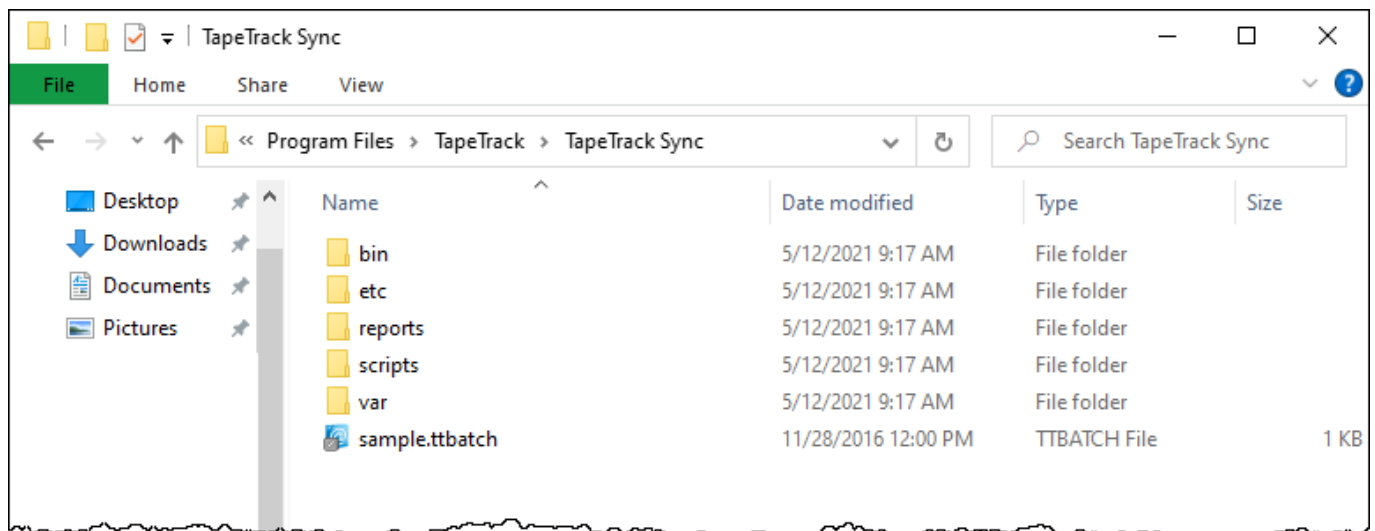 TapeTrack Sync
File Home Share View ?
« Program Files > TapeTrack > TapeTrack Sync Search TapeTrack Sync
Desktop Name Date modified Type Size
Downloads bin 5/12/2021 9:17 AM File folder
Documents etc 5/12/2021 9:17 AM File folder
Pictures reports 5/12/2021 9:17 AM File folder
scripts 5/12/2021 9:17 AM File folder
var 5/12/2021 9:17 AM File folder
sample.ttbatch 11/28/2016 12:00 PM TTBATCH File 1 KB